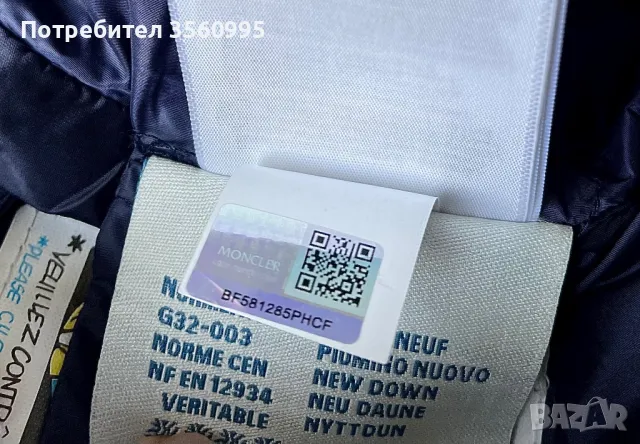 Потребител 3560995
MONCLER
BF581285PHCF
G32-003
NORME CEN
NF EN 12934
VERITABLE
NEUF
PIUMINO NUOVO
NEW DOWN
NEU DAUNE
NYTTDUN
*VEUILLEZ
*PLEASE
BAZAR